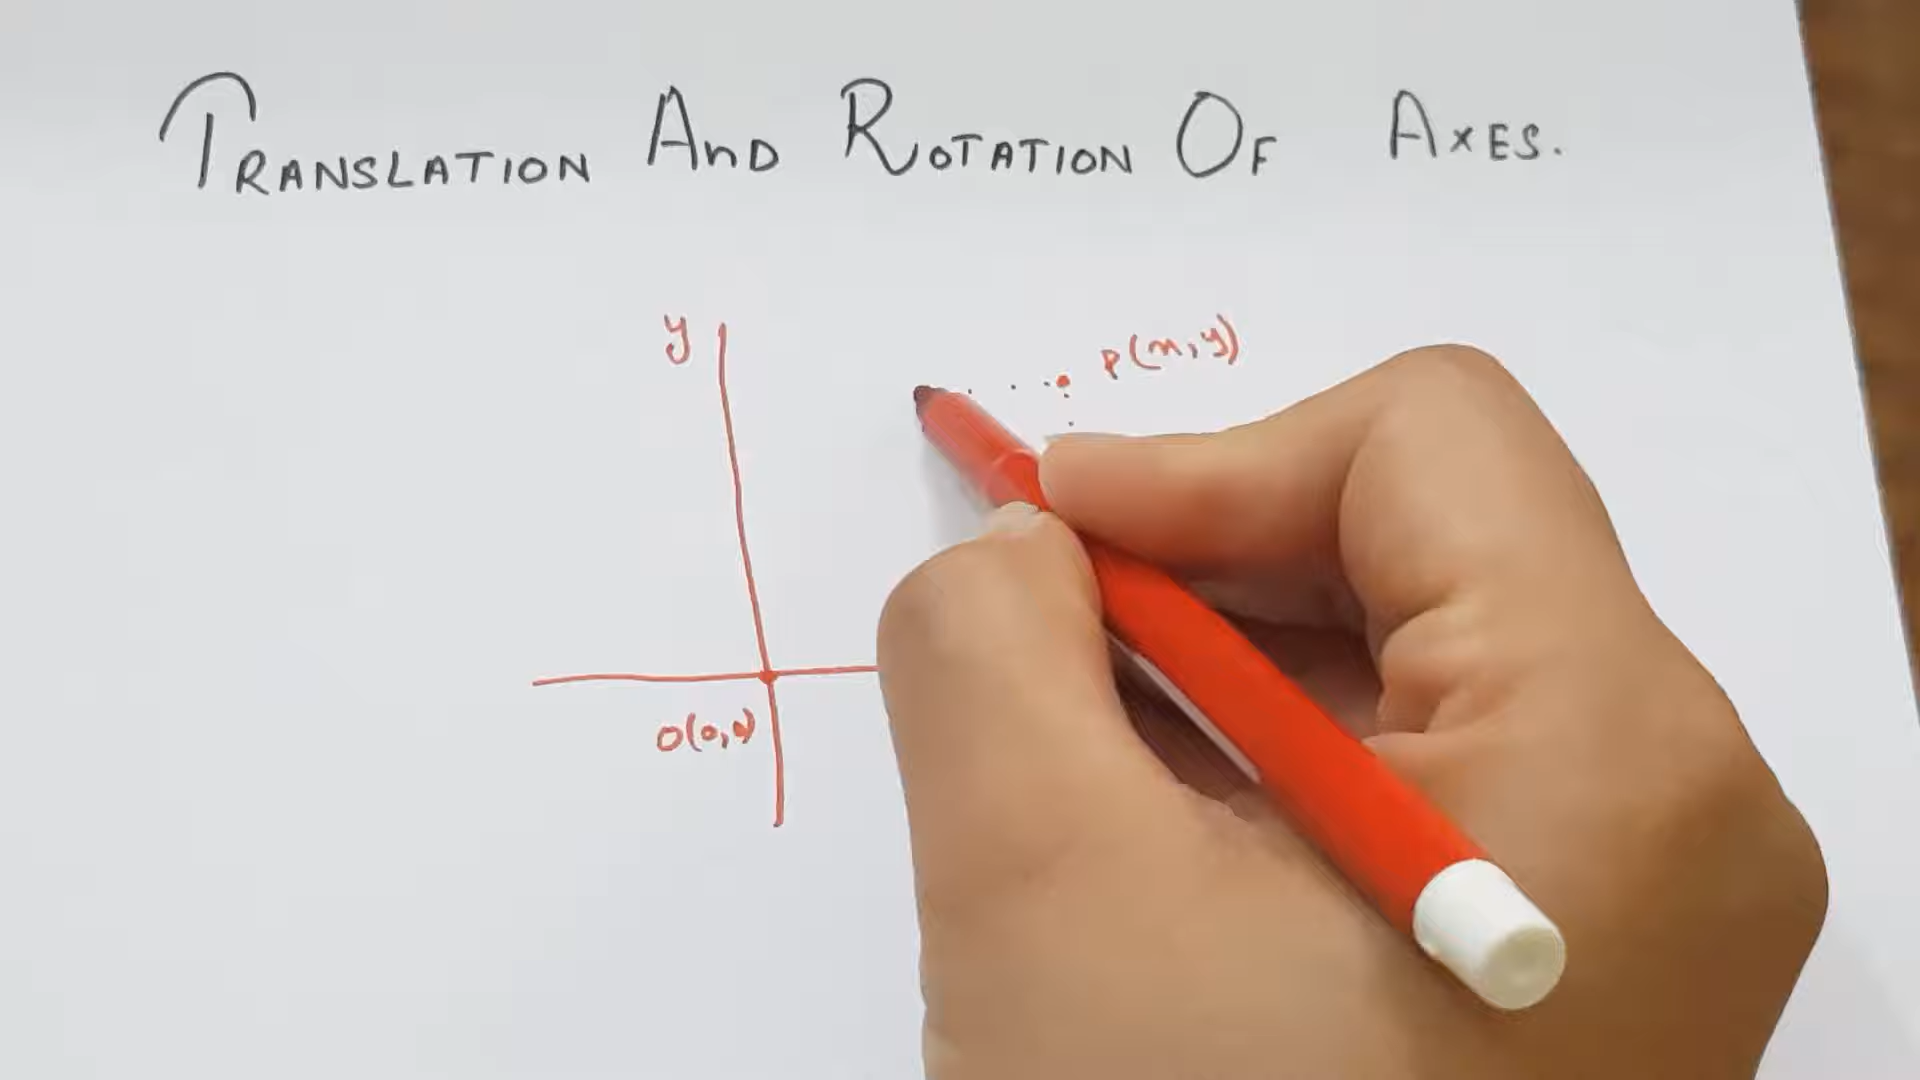 TRANSLATION AND ROTATION OF AXES.
y
P(x,y)
O(0,0)